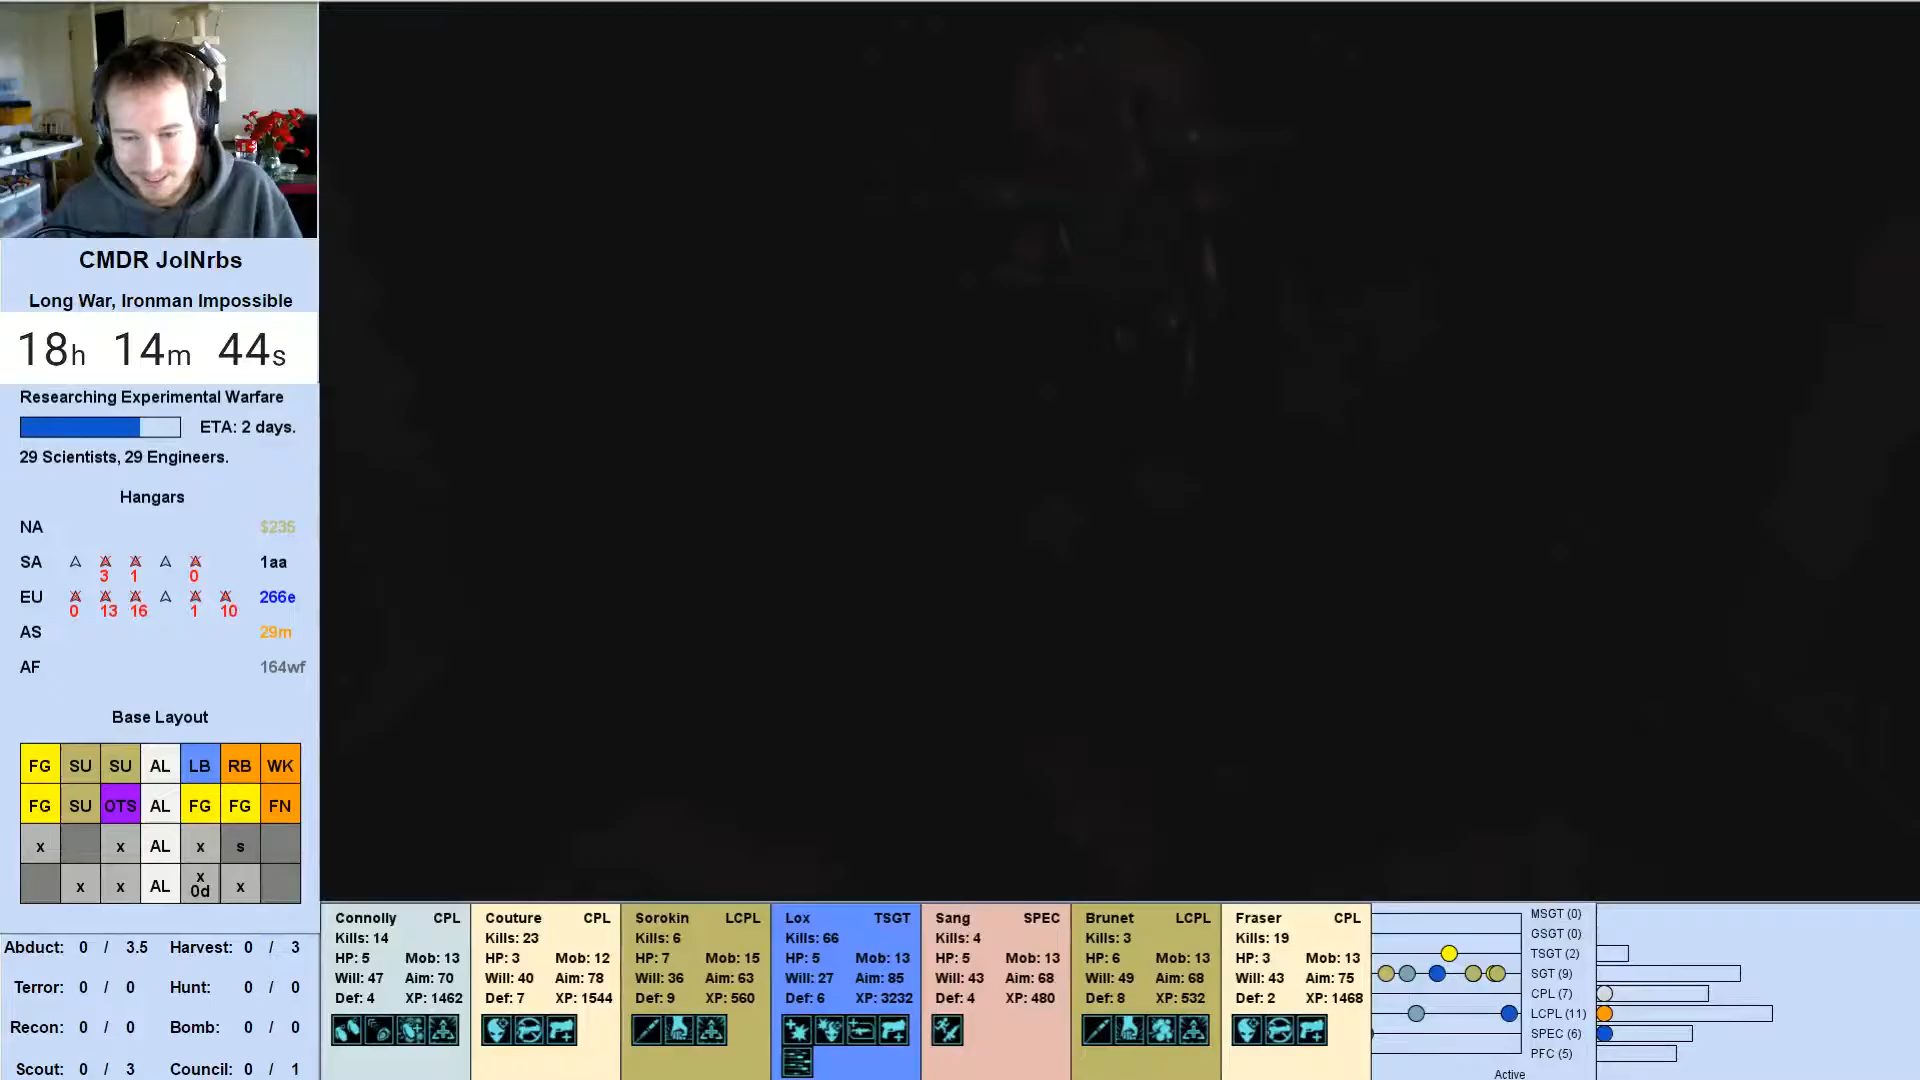 CMDR JolNrbs
Long War, Ironman Impossible
18h 14m 44s
Researching Experimental Warfare
ETA: 2 days.
29 Scientists, 29 Engineers.
Hangars
NA $235
SA 1aa
3 1 0
EU 266e
0 13 16 1 10
AS 29m
AF 164wf
Base Layout
FG SU SU AL LB RB WK
FG SU OTS AL FG FG FN
x x AL x s
x x AL x 0d x
Abduct: 0 / 3.5 Harvest: 0 / 3
Terror: 0 / 0 Hunt: 0 / 0
Recon: 0 / 0 Bomb: 0 / 0
Scout: 0 / 3 Council: 0 / 1
Connolly CPL
Kills: 14
HP: 5 Mob: 13
Will: 47 Aim: 70
Def: 4 XP: 1462
Couture CPL
Kills: 23
HP: 3 Mob: 12
Will: 40 Aim: 78
Def: 7 XP: 1544
Sorokin LCPL
Kills: 6
HP: 7 Mob: 15
Will: 36 Aim: 63
Def: 9 XP: 560
Lox TSGT
Kills: 66
HP: 5 Mob: 13
Will: 27 Aim: 85
Def: 6 XP: 3232
Sang SPEC
Kills: 4
HP: 5 Mob: 13
Will: 43 Aim: 68
Def: 4 XP: 480
Brunet LCPL
Kills: 3
HP: 6 Mob: 13
Will: 49 Aim: 68
Def: 8 XP: 532
Fraser CPL
Kills: 19
HP: 3 Mob: 13
Will: 43 Aim: 75
Def: 2 XP: 1468
MSGT (0)
GSGT (0)
TSGT (2)
SGT (9)
CPL (7)
LCPL (11)
SPEC (6)
PFC (5)
Active